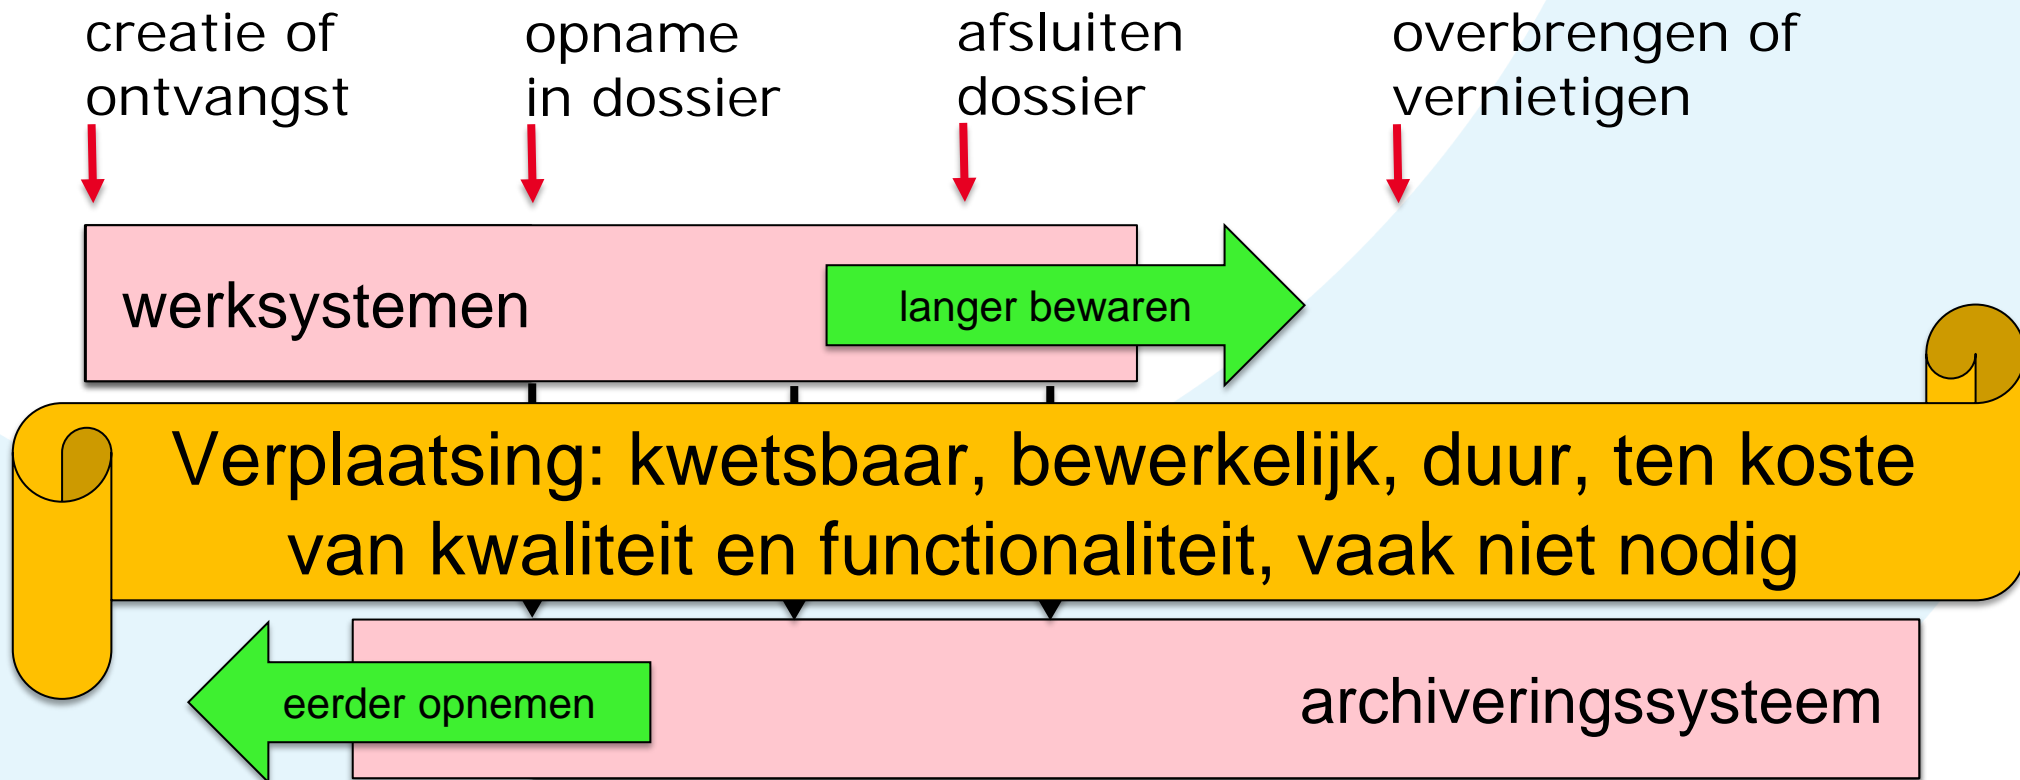 creatie of
ontvangst
opname
in dossier
afsluiten
dossier
overbrengen of
vernietigen
werksystemen
langer bewaren
Verplaatsing: kwetsbaar, bewerkelijk, duur, ten koste
van kwaliteit en functionaliteit, vaak niet nodig
eerder opnemen
archiveringssysteem